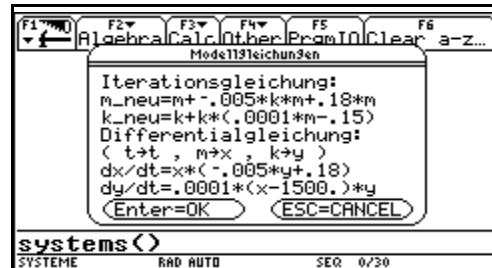 F1 F2 F3 F4 F5 F6
Algebra Calc Other PrgmIO Clear a-z…
Modellgleichungen
Iterationsgleichung:
m_neu=m+-.005*k*m+.18*m
k_neu=k+k*(.0001*m-.15)
Differentialgleichung:
( t→t , m→x , k→y )
dx/dt=x*(-.005*y+.18)
dy/dt=.0001*(x-1500.)*y
Enter=OK ESC=CANCEL
systems()
SYSTEME RAD AUTO SEQ 0/30